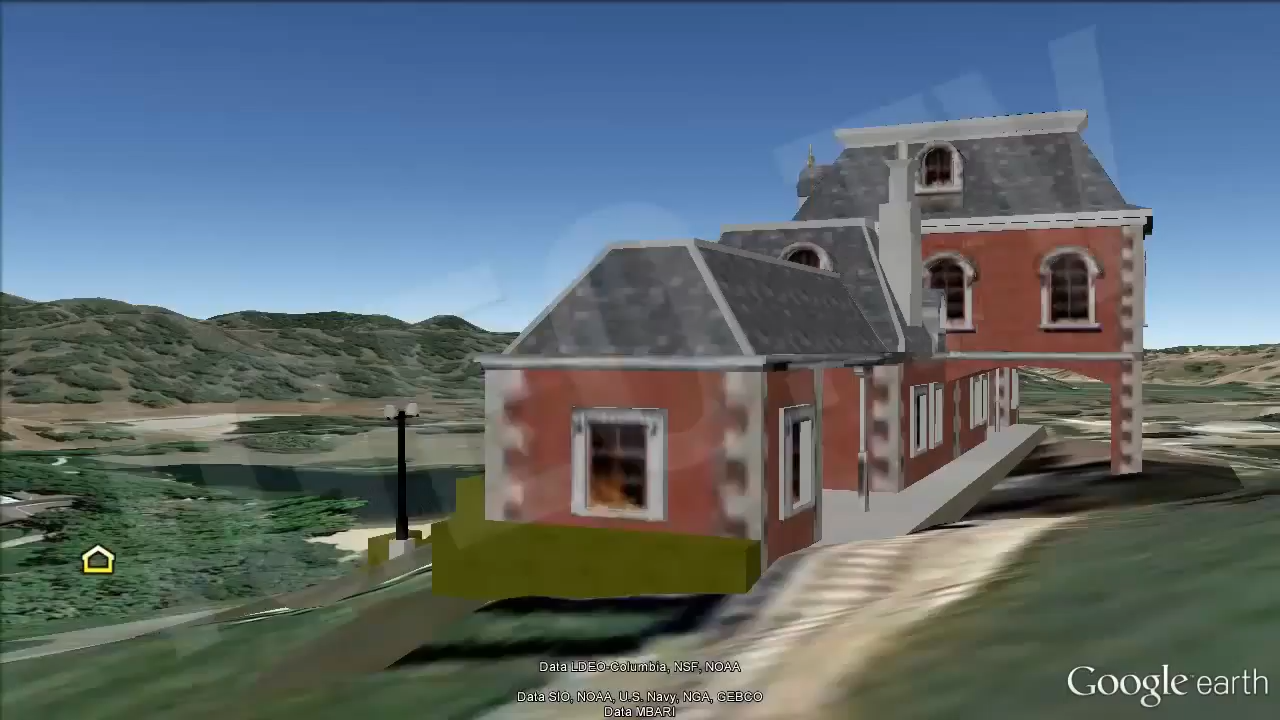 Data LDEO-Columbia, NSF, NOAA
Data SIO, NOAA, U.S. Navy, NGA, GEBCO
Data MBARI
Google earth